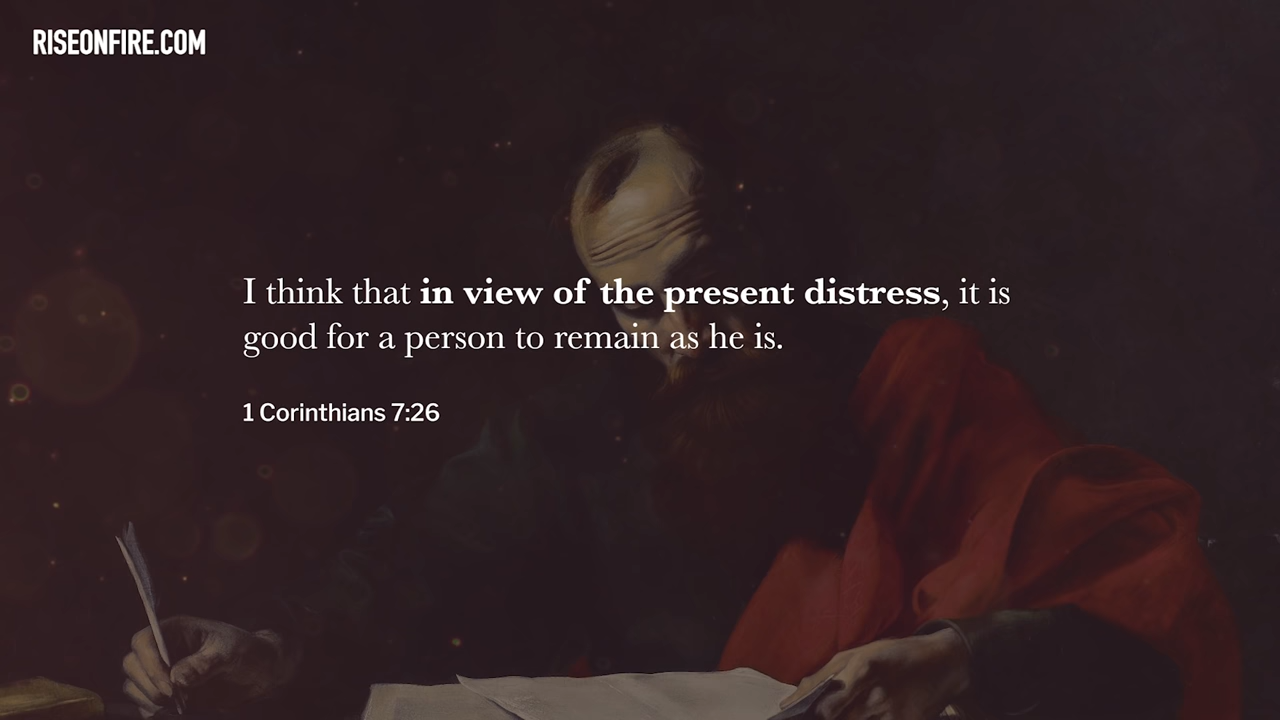 RISEONFIRE.COM
I think that in view of the present distress, it is
good for a person to remain as he is.
1 Corinthians 7:26